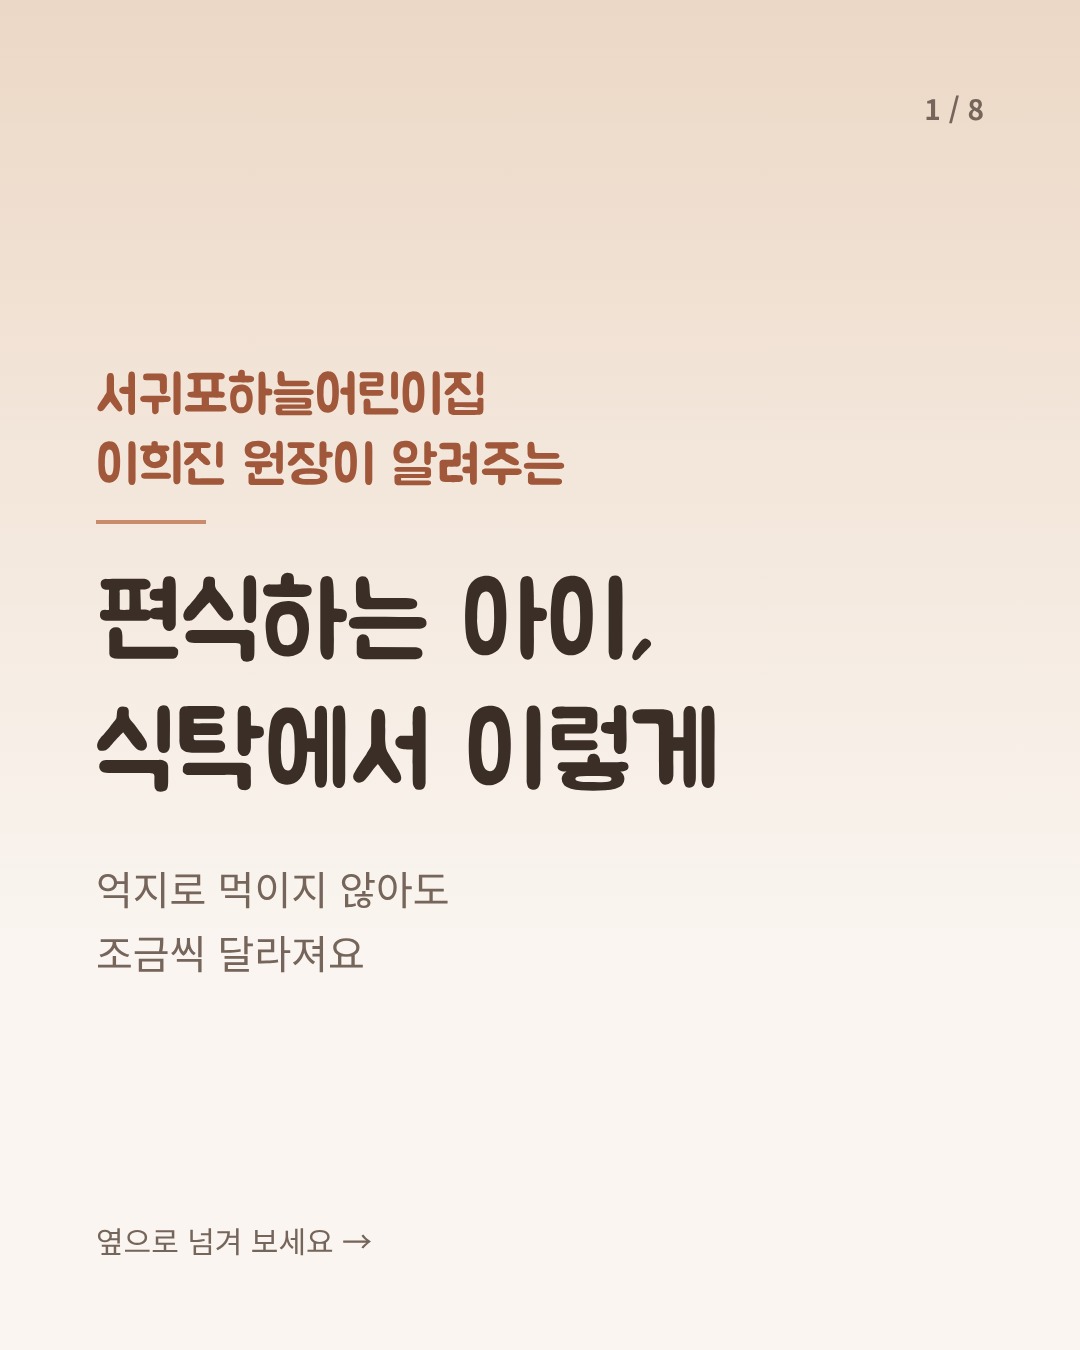 1 / 8
서귀포하늘어린이집
이희진 원장이 알려주는
편식하는 아이,
식탁에서 이렇게
억지로 먹이지 않아도
조금씩 달라져요
옆으로 넘겨 보세요 →